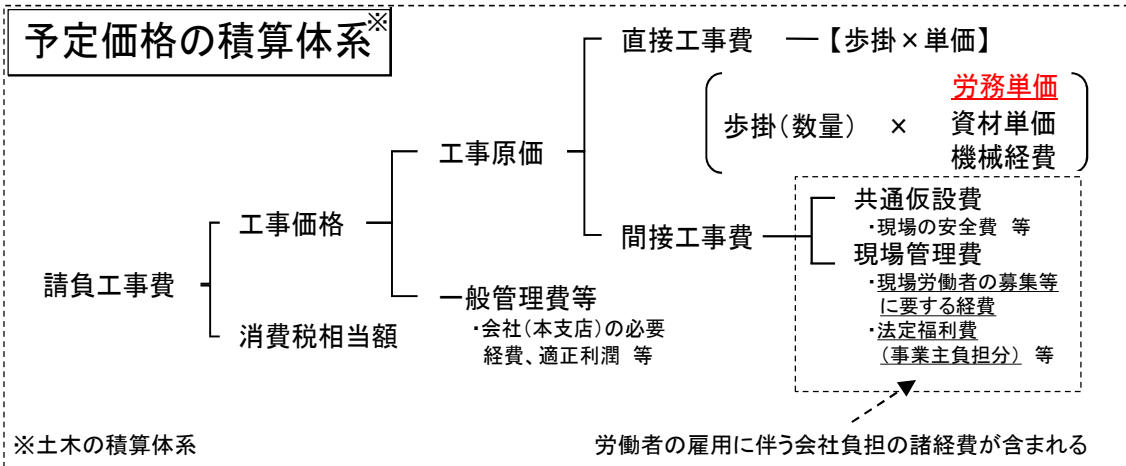 予定価格の積算体系※
直接工事費 ― 【歩掛×単価】
労務単価
歩掛(数量) × 資材単価
機械経費
工事原価
共通仮設費
・現場の安全費 等
工事価格
間接工事費
現場管理費
・現場労働者の募集等
に要する経費
請負工事費
一般管理費等
・法定福利費
消費税相当額
・会社(本支店)の必要
(事業主負担分) 等
経費、適正利潤 等
※土木の積算体系
労働者の雇用に伴う会社負担の諸経費が含まれる